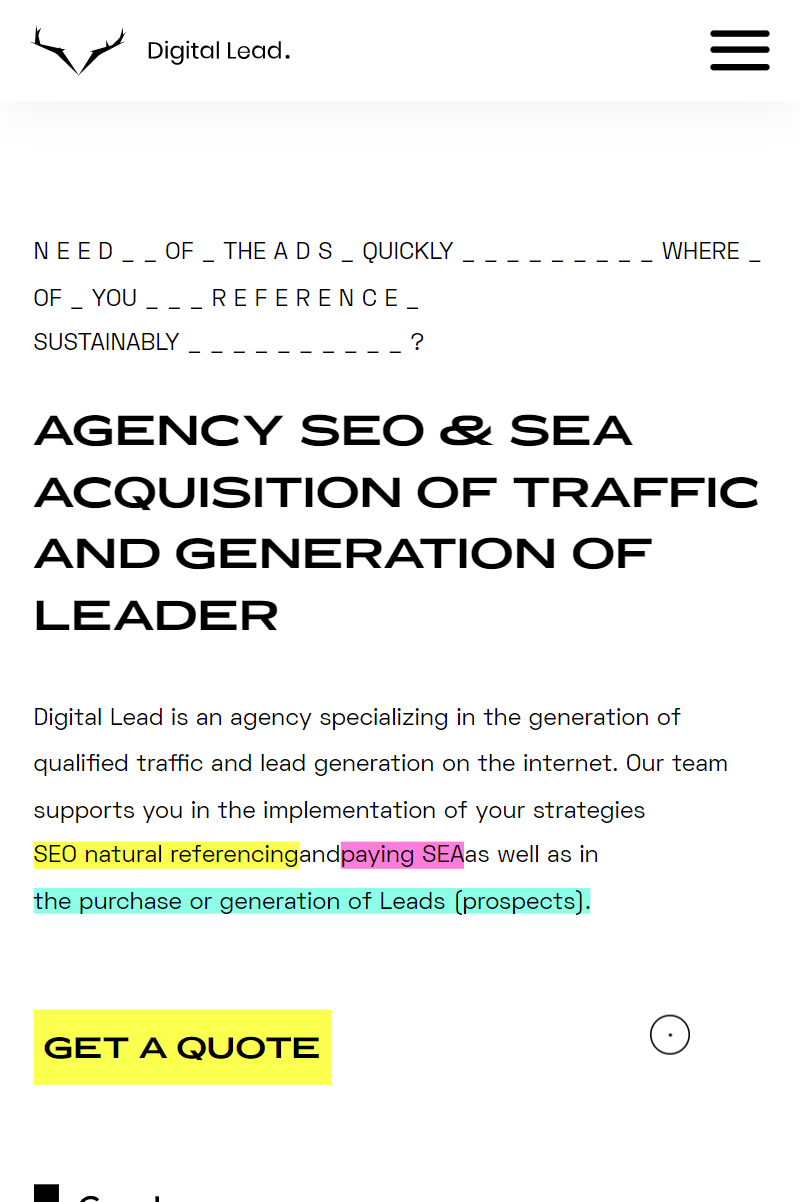 Digital Lead.
N E E D _ _ OF _ THE A D S _ QUICKLY _ _ _ _ _ _ _ _ _ WHERE _
OF _ YOU _ _ _ R E F E R E N C E _
SUSTAINABLY _ _ _ _ _ _ _ _ _ _ ?
AGENCY SEO & SEA
ACQUISITION OF TRAFFIC
AND GENERATION OF
LEADER
Digital Lead is an agency specializing in the generation of
qualified traffic and lead generation on the internet. Our team
supports you in the implementation of your strategies
SEO natural referencingandpaying SEAas well as in
the purchase or generation of Leads (prospects).
GET A QUOTE